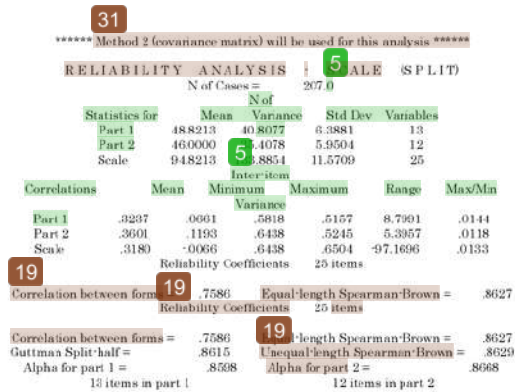 31
****** Method 2 (covariance matrix) will be used for this analysis ******
5
RELIABILITY ANALYSIS - SCALE (SPLIT)
N of Cases = 207.0
N of
Statistics for Mean Variance Std Dev Variables
Part 1 48.8213 40.8077 6.3881 13
Part 2 46.0000 5.4078 5.9504 12
5
Scale 94.8213 3.8854 11.5709 25
Inter-item
Correlations Mean Minimum Maximum Range Max/Min
Variance
Part 1 .3237 .0661 .5818 .5157 8.7991 .0144
Part 2 .3601 .1193 .6438 .5245 5.3957 .0118
Scale .3180 -.0066 .6438 .6504 -97.1696 .0133
Reliability Coefficients 25 items
19
19
Correlation between forms .7586 Equal-length Spearman-Brown = .8627
Reliability Coefficients 25 items
19
Correlation between forms = .7586 Equal-length Spearman-Brown = .8627
Guttman Split-half = .8615 Unequal-length Spearman-Brown = .8629
Alpha for part 1 = .8598 Alpha for part 2 = .8668
13 items in part 1 12 items in part 2